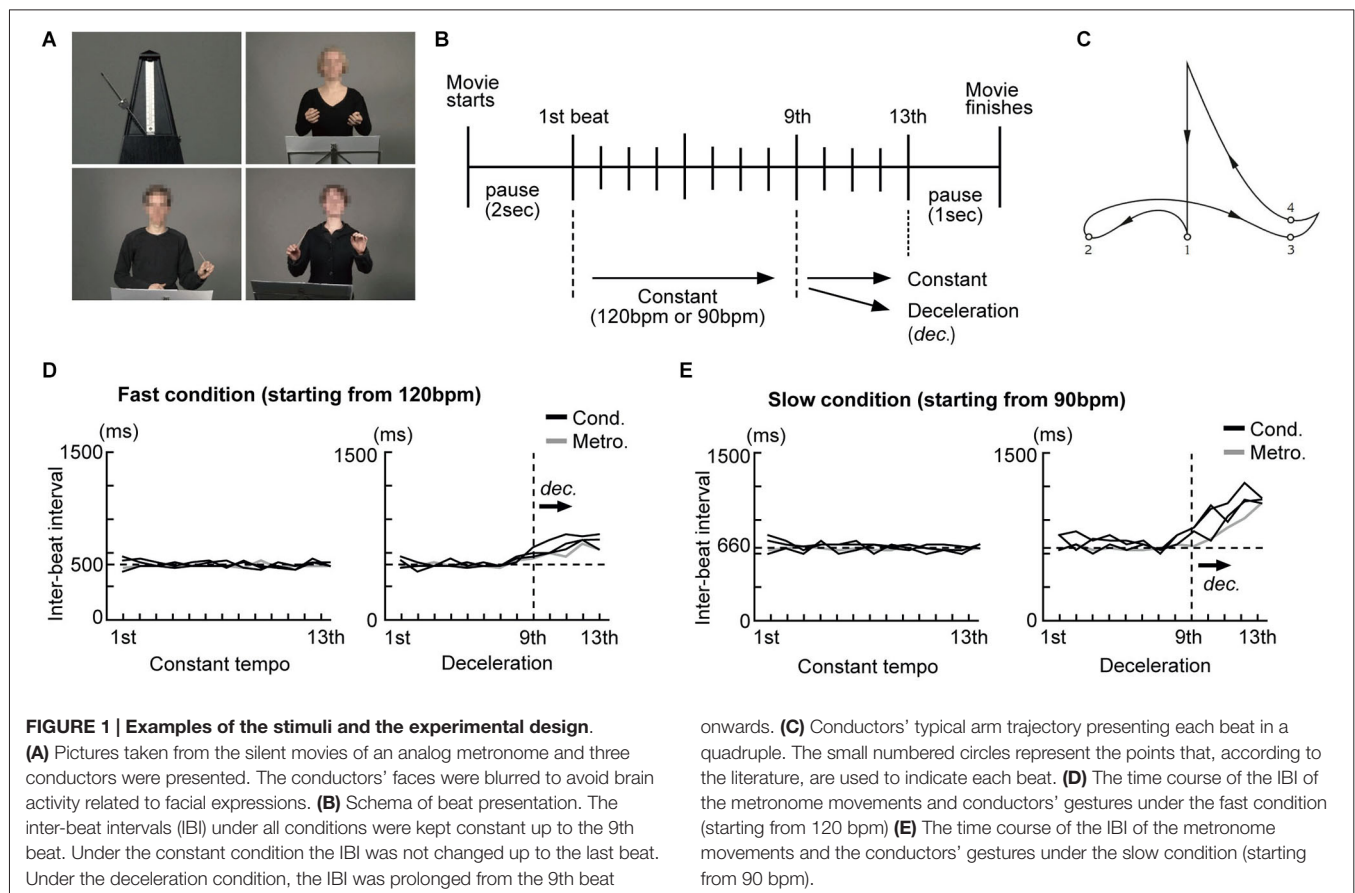 A
B
Movie
starts
1st beat
9th
13th
Movie
finishes
pause
(2sec)
pause
(1sec)
Constant
(120bpm or 90bpm)
Constant
Deceleration
(dec.)
C
1
2
3
4
D
Fast condition (starting from 120bpm)
Cond.
Metro.
(ms)
1500
500
0
Inter-beat interval
1st
13th
Constant tempo
(ms)
1500
0
dec.
1st
9th
13th
Deceleration
E
Slow condition (starting from 90bpm)
Cond.
Metro.
(ms)
1500
660
0
Inter-beat interval
1st
13th
Constant tempo
(ms)
1500
0
dec.
1st
9th
13th
Deceleration
FIGURE 1 | Examples of the stimuli and the experimental design.
(A) Pictures taken from the silent movies of an analog metronome and three
conductors were presented. The conductors' faces were blurred to avoid brain
activity related to facial expressions. (B) Schema of beat presentation. The
inter-beat intervals (IBI) under all conditions were kept constant up to the 9th
beat. Under the constant condition the IBI was not changed up to the last beat.
Under the deceleration condition, the IBI was prolonged from the 9th beat
onwards. (C) Conductors' typical arm trajectory presenting each beat in a
quadruple. The small numbered circles represent the points that, according to
the literature, are used to indicate each beat. (D) The time course of the IBI of
the metronome movements and conductors' gestures under the fast condition
(starting from 120 bpm) (E) The time course of the IBI of the metronome
movements and the conductors' gestures under the slow condition (starting
from 90 bpm).